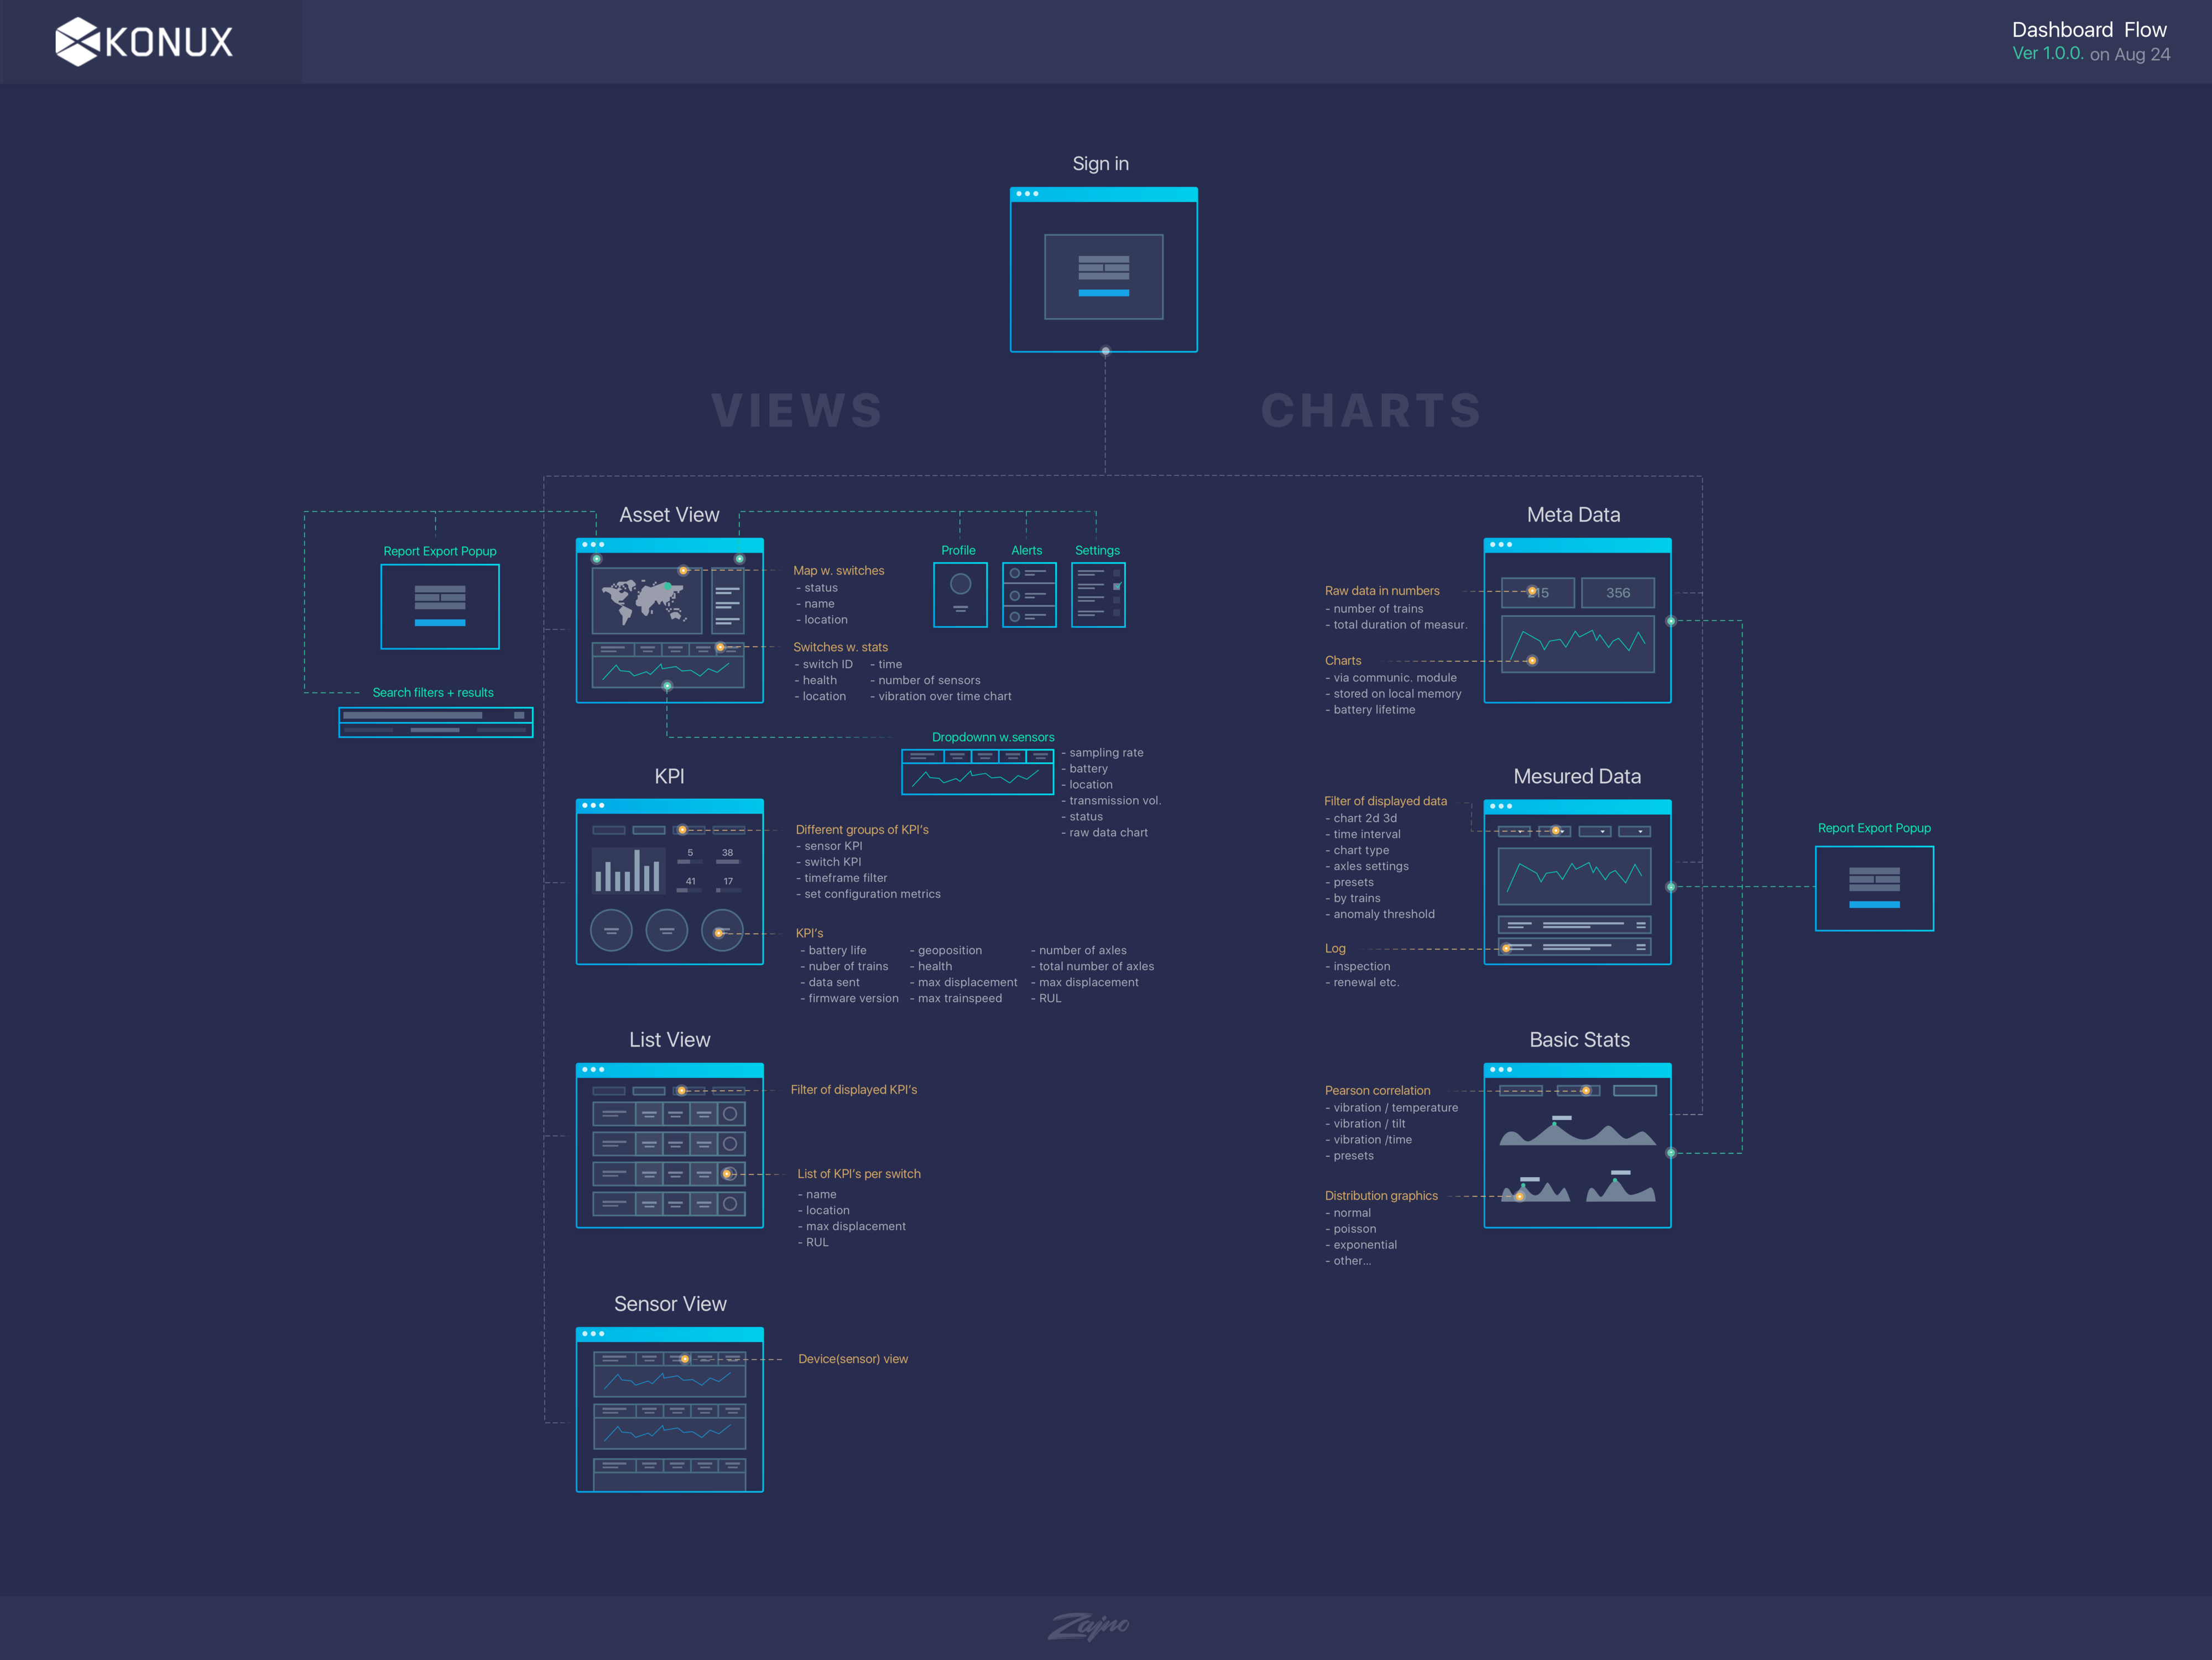 KONUX
Dashboard Flow
Ver 1.0.0. on Aug 24
Sign in
VIEWS
CHARTS
Asset View
Report Export Popup
Search filters + results
Map w. switches
- status
- name
- location
Switches w. stats
- switch ID
- health
- location
- time
- number of sensors
- vibration over time chart
Profile
Alerts
Settings
Dropdownn w.sensors
- sampling rate
- battery
- location
- transmission vol.
- status
- raw data chart
KPI
5
38
41
17
Different groups of KPI's
- sensor KPI
- switch KPI
- timeframe filter
- set configuration metrics
KPI's
- battery life
- nuber of trains
- data sent
- firmware version
- geoposition
- health
- max displacement
- max trainspeed
- number of axles
- total number of axles
- max displacement
- RUL
List View
Filter of displayed KPI's
List of KPI's per switch
- name
- location
- max displacement
- RUL
Sensor View
Device(sensor) view
Meta Data
Raw data in numbers
- number of trains
- total duration of measur.
215
356
Charts
- via communic. module
- stored on local memory
- battery lifetime
Mesured Data
Filter of displayed data
- chart 2d 3d
- time interval
- chart type
- axles settings
- presets
- by trains
- anomaly threshold
Log
- inspection
- renewal etc.
Report Export Popup
Basic Stats
Pearson correlation
- vibration / temperature
- vibration / tilt
- vibration /time
- presets
Distribution graphics
- normal
- poisson
- exponential
- other...
Zajno